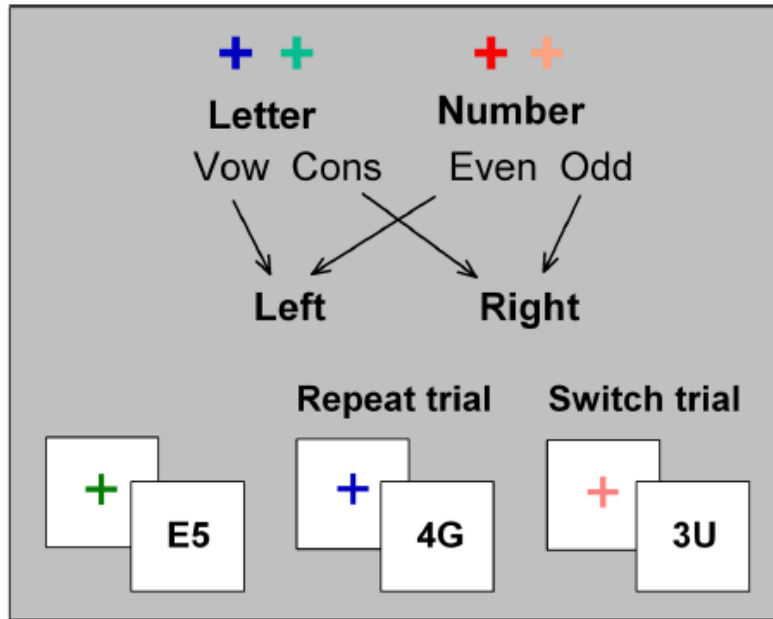 Letter Number
Vow Cons Even Odd
Left Right
Repeat trial Switch trial
E5 4G 3U